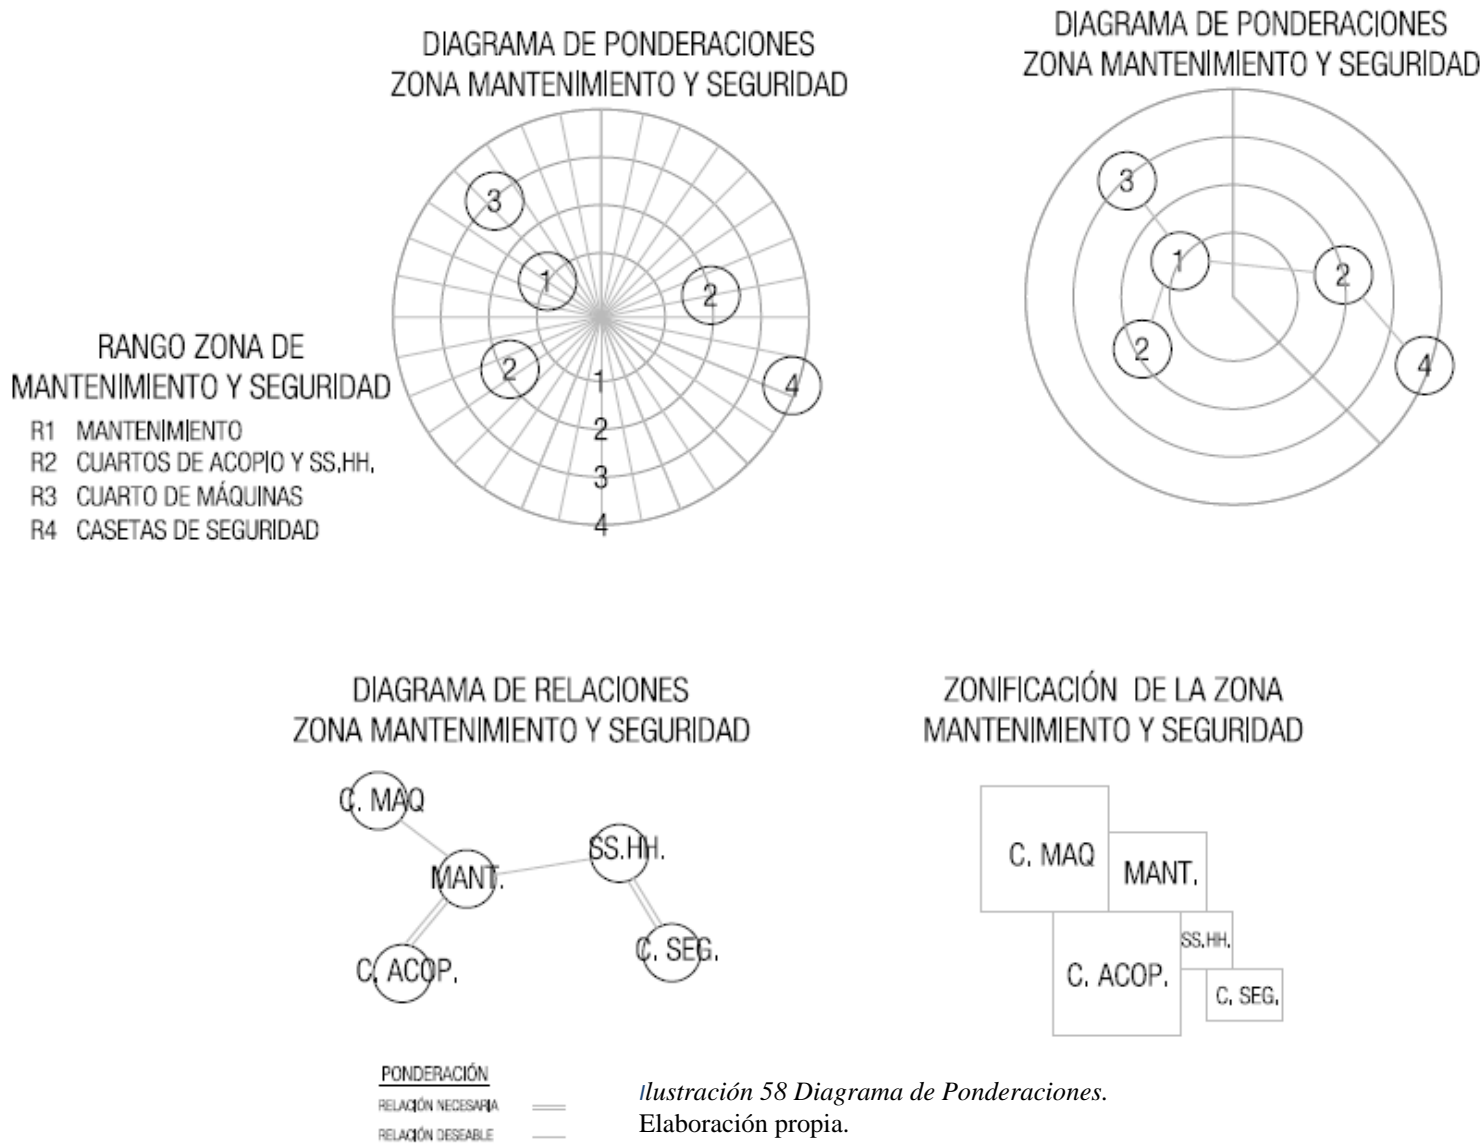 DIAGRAMA DE PONDERACIONES
ZONA MANTENIMIENTO Y SEGURIDAD
3
1
2
2
4
1
2
3
4
DIAGRAMA DE PONDERACIONES
ZONA MANTENIMIENTO Y SEGURIDAD
3
1
2
2
4
RANGO ZONA DE
MANTENIMIENTO Y SEGURIDAD
R1 MANTENIMIENTO
R2 CUARTOS DE ACOPIO Y SS.HH.
R3 CUARTO DE MÁQUINAS
R4 CASETAS DE SEGURIDAD
DIAGRAMA DE RELACIONES
ZONA MANTENIMIENTO Y SEGURIDAD
C. MAQ
SS.HH.
MANT.
C. SEG.
C. ACOP.
ZONIFICACIÓN DE LA ZONA
MANTENIMIENTO Y SEGURIDAD
C. MAQ
MANT.
SS.HH.
C. ACOP.
C. SEG.
PONDERACIÓN
RELACIÓN NECESARIA
RELACIÓN DESEABLE
Ilustración 58 Diagrama de Ponderaciones.
Elaboración propia.